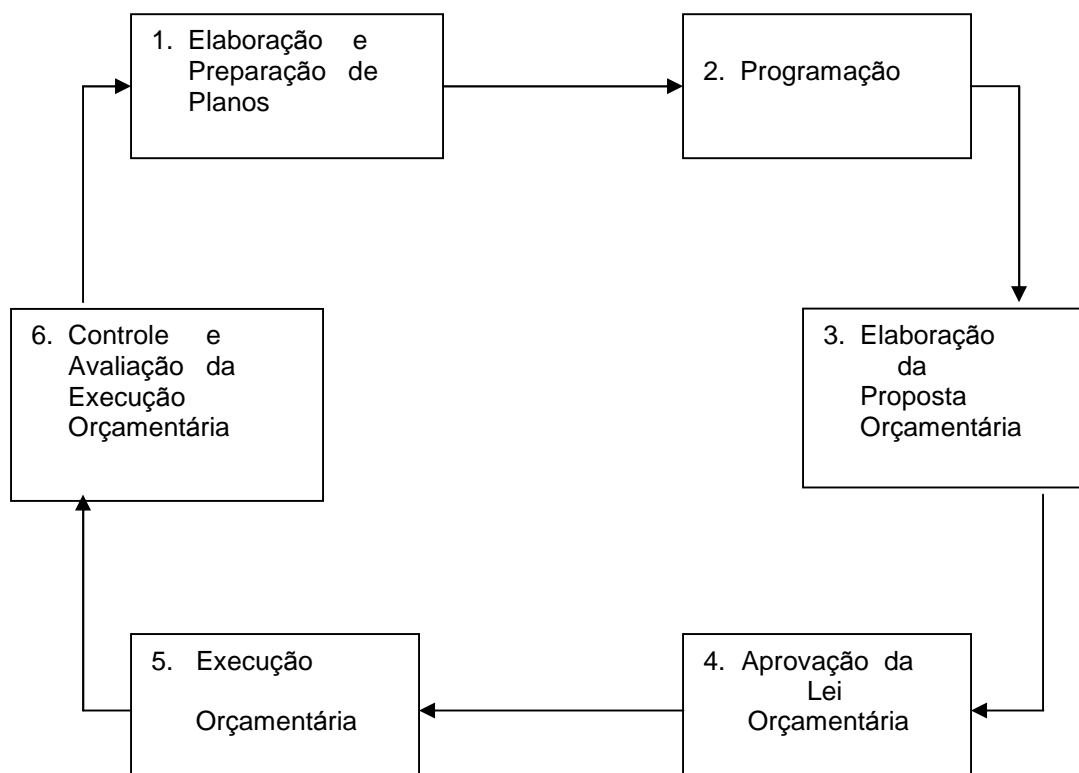 1. Elaboração e
Preparação de
Planos
2. Programação
3. Elaboração
da
Proposta
Orçamentária
4. Aprovação da
Lei
Orçamentária
5. Execução
Orçamentária
6. Controle e
Avaliação da
Execução
Orçamentária